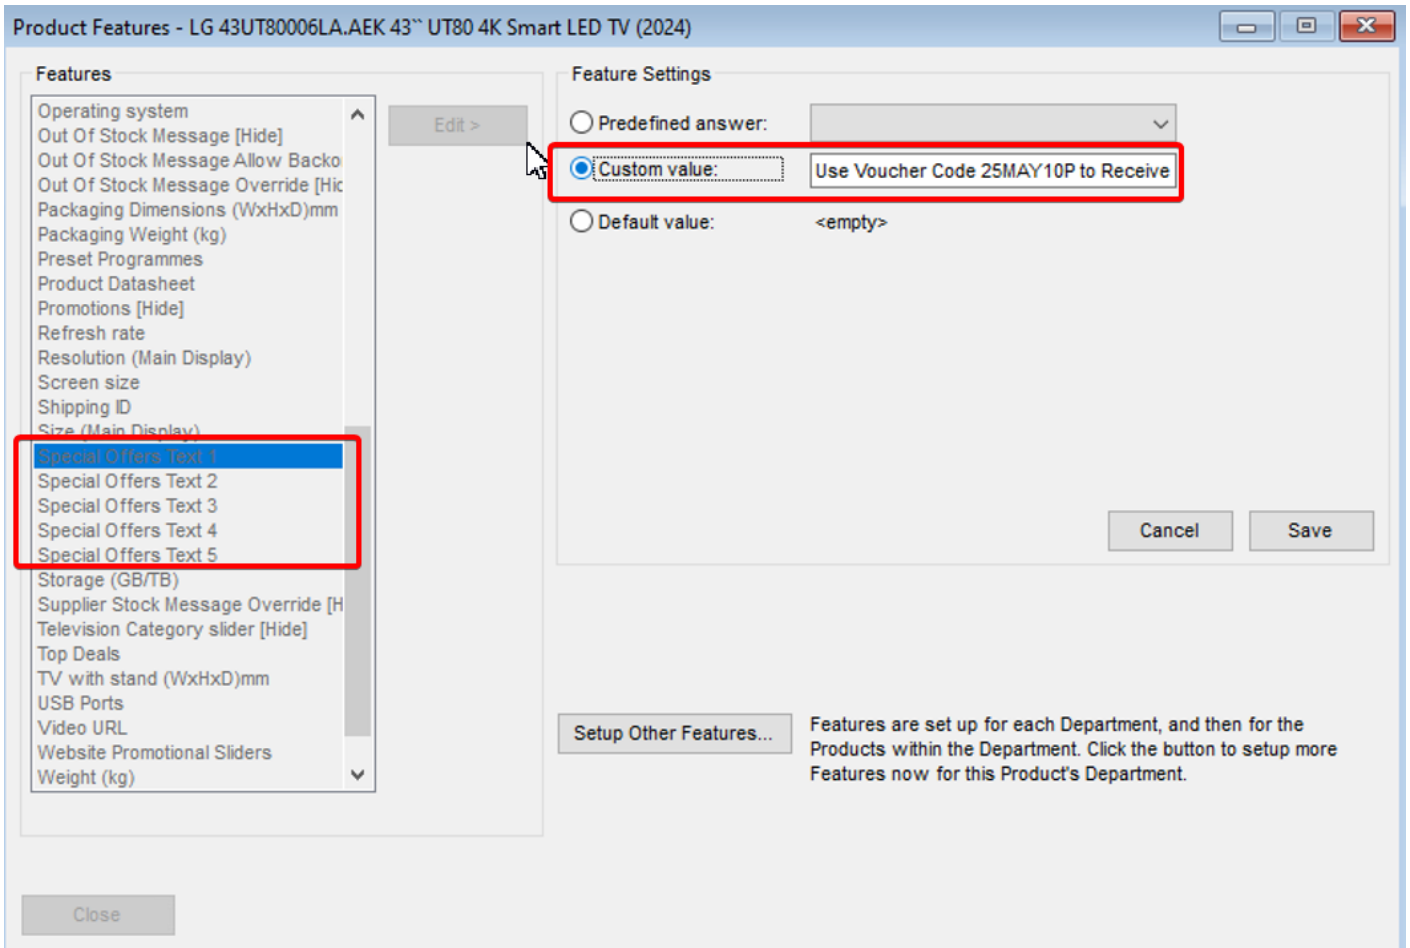 Product Features - LG 43UT80006LA.AEK 43`` UT80 4K Smart LED TV (2024)
Features
Operating system
Out Of Stock Message [Hide]
Out Of Stock Message Allow Backo
Out Of Stock Message Override [Hid
Packaging Dimensions (WxHxD)mm
Packaging Weight (kg)
Preset Programmes
Product Datasheet
Promotions [Hide]
Refresh rate
Resolution (Main Display)
Screen size
Shipping ID
Size (Main Display)
Special Offers Text 1
Special Offers Text 2
Special Offers Text 3
Special Offers Text 4
Special Offers Text 5
Storage (GB/TB)
Supplier Stock Message Override [H
Television Category slider [Hide]
Top Deals
TV with stand (WxHxD)mm
USB Ports
Video URL
Website Promotional Sliders
Weight (kg)
Edit >
Close
Feature Settings
Predefined answer:
Custom value: Use Voucher Code 25MAY10P to Receive
Default value: <empty>
Cancel Save
Setup Other Features...
Features are set up for each Department, and then for the
Products within the Department. Click the button to setup more
Features now for this Product's Department.